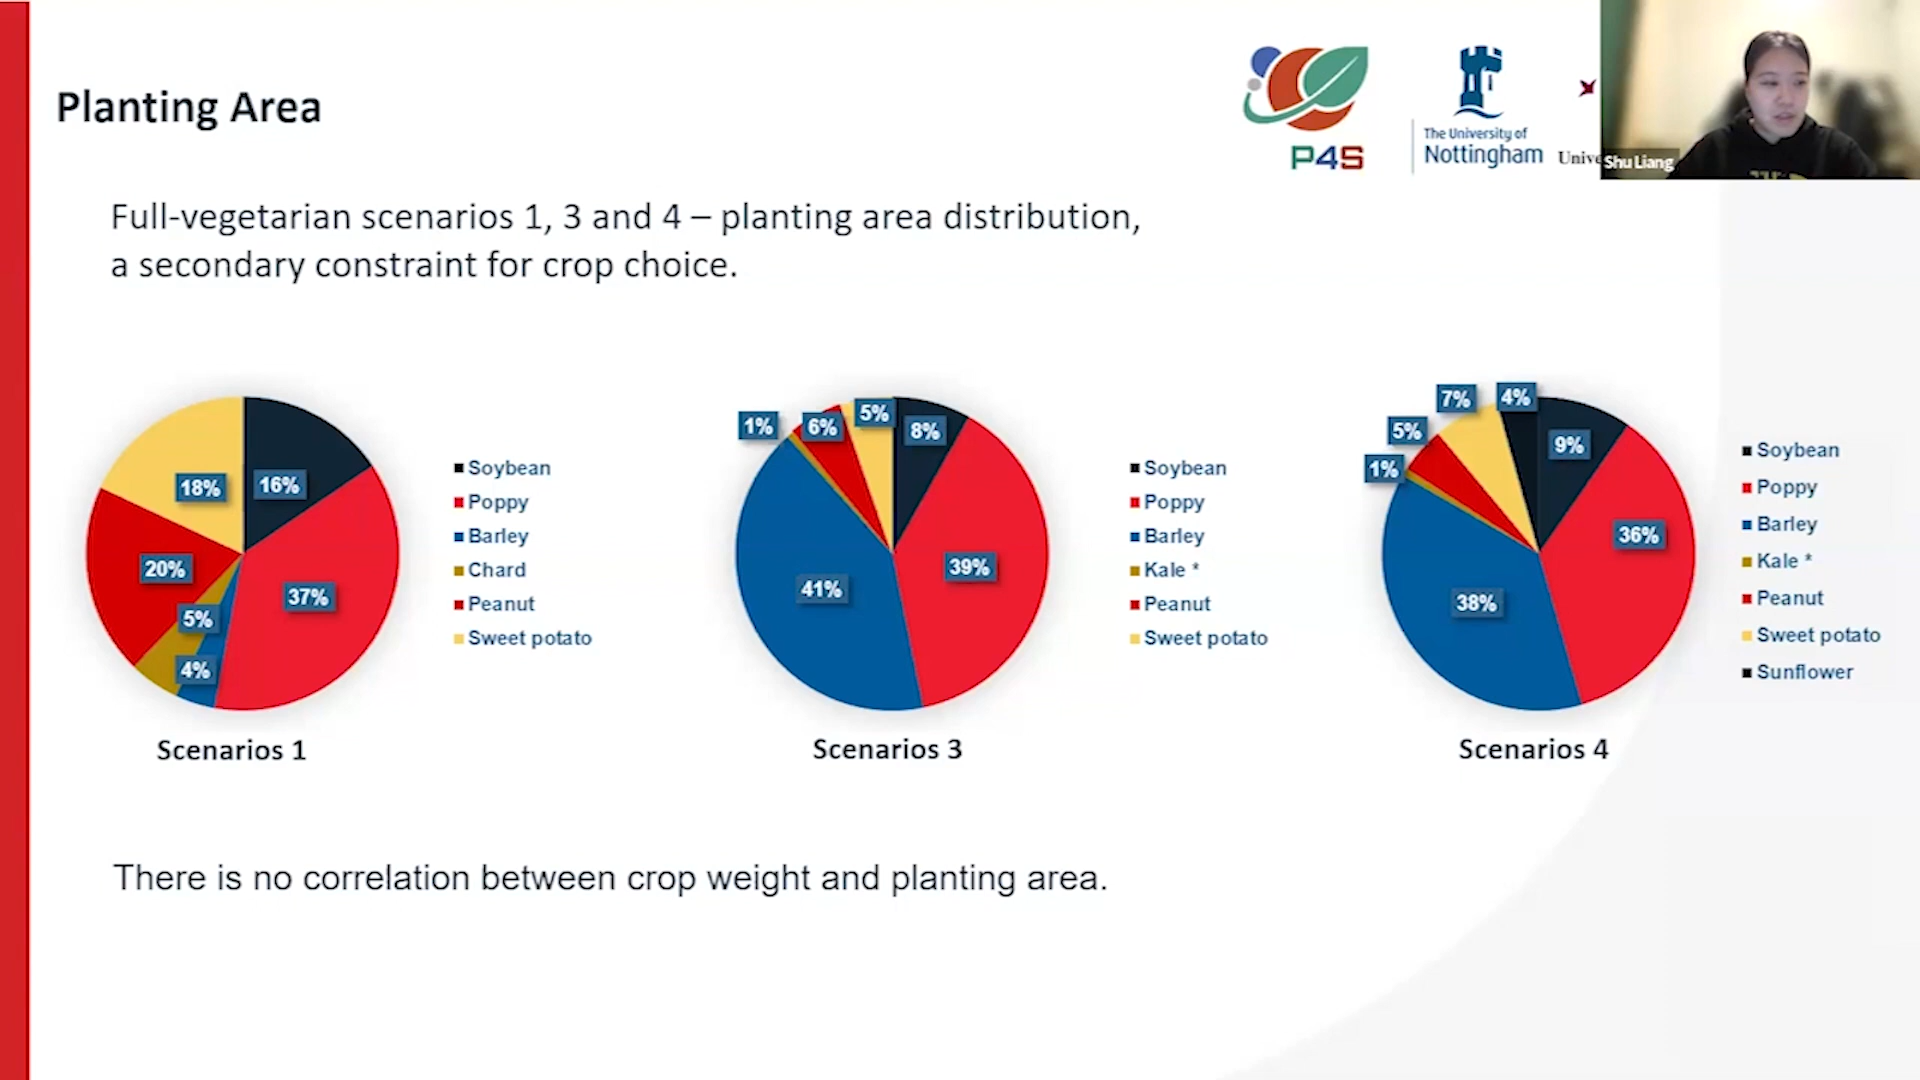 Planting Area
P4S
The University of
Nottingham
Shu Liang
Full-vegetarian scenarios 1, 3 and 4 – planting area distribution,
a secondary constraint for crop choice.
18%
16%
20%
37%
5%
4%
Soybean
Poppy
Barley
Chard
Peanut
Sweet potato
Scenarios 1
1%
6%
5%
8%
41%
39%
Soybean
Poppy
Barley
Kale *
Peanut
Sweet potato
Scenarios 3
7%
4%
5%
1%
9%
36%
38%
Soybean
Poppy
Barley
Kale *
Peanut
Sweet potato
Sunflower
Scenarios 4
There is no correlation between crop weight and planting area.